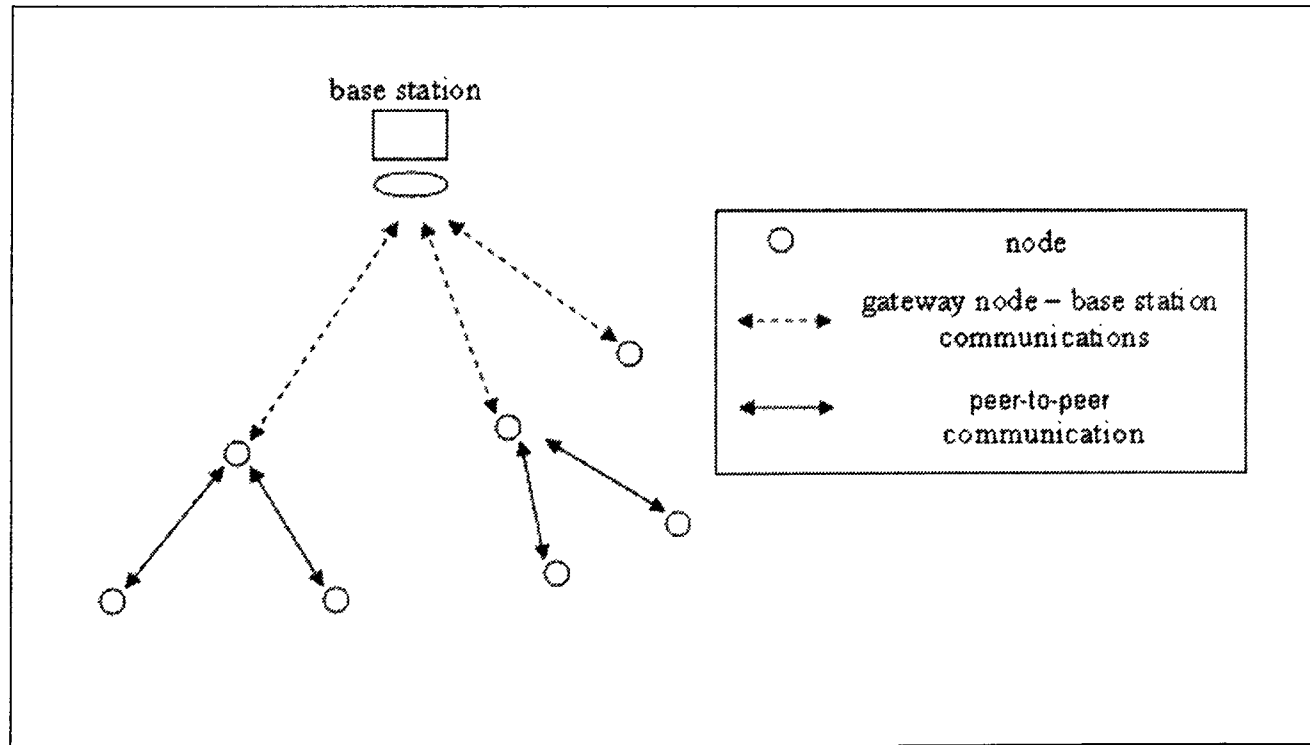 base station
node
gateway node – base station
communications
peer-to-peer
communication